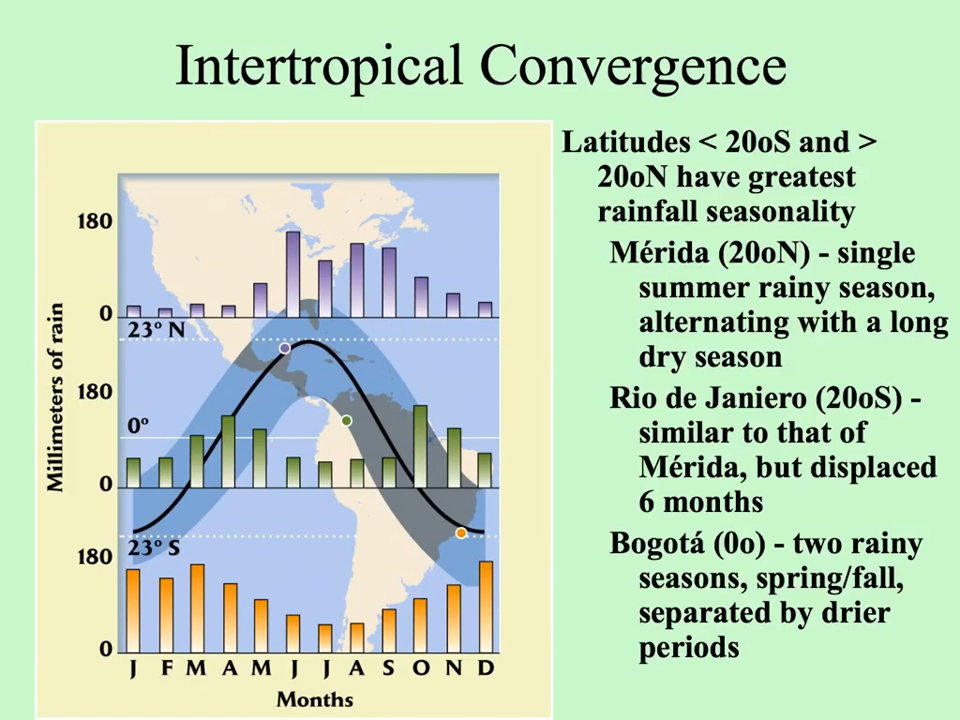 Intertropical Convergence
180
0
23° N
180
0°
0
23° S
180
0
Millimeters of rain
J F M A M J J A S O N D
Months
Latitudes < 20oS and >
20oN have greatest
rainfall seasonality
Mérida (20oN) - single
summer rainy season,
alternating with a long
dry season
Rio de Janiero (20oS) -
similar to that of
Mérida, but displaced
6 months
Bogotá (0o) - two rainy
seasons, spring/fall,
separated by drier
periods